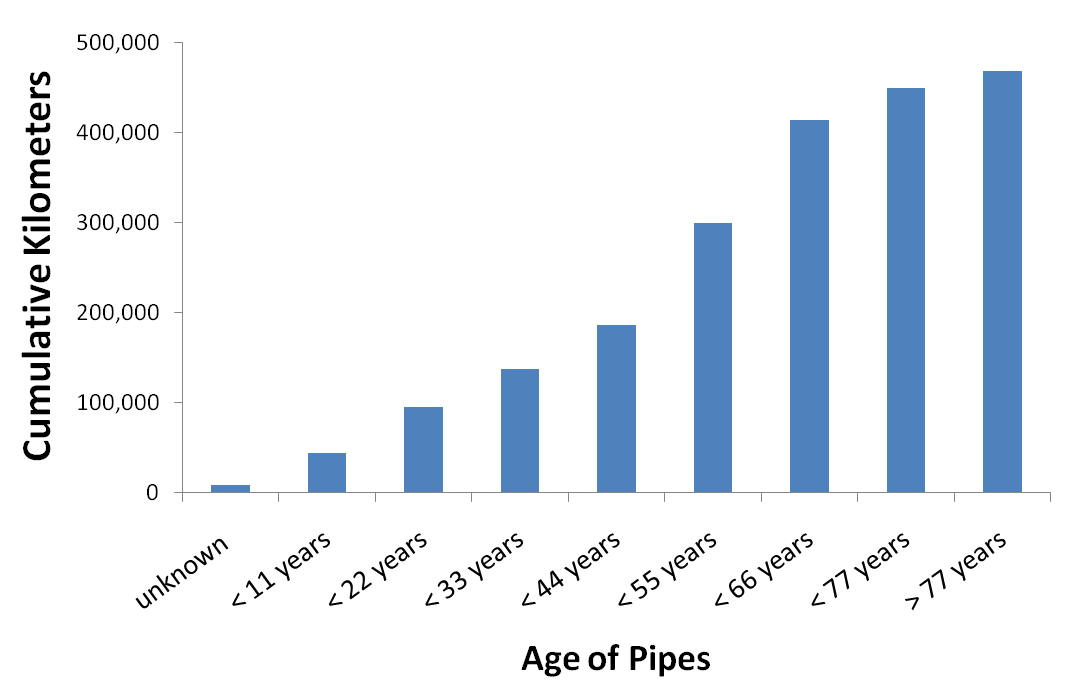 Cumulative Kilometers
500,000
400,000
300,000
200,000
100,000
0
unknown
< 11 years
< 22 years
< 33 years
< 44 years
< 55 years
< 66 years
< 77 years
> 77 years
Age of Pipes